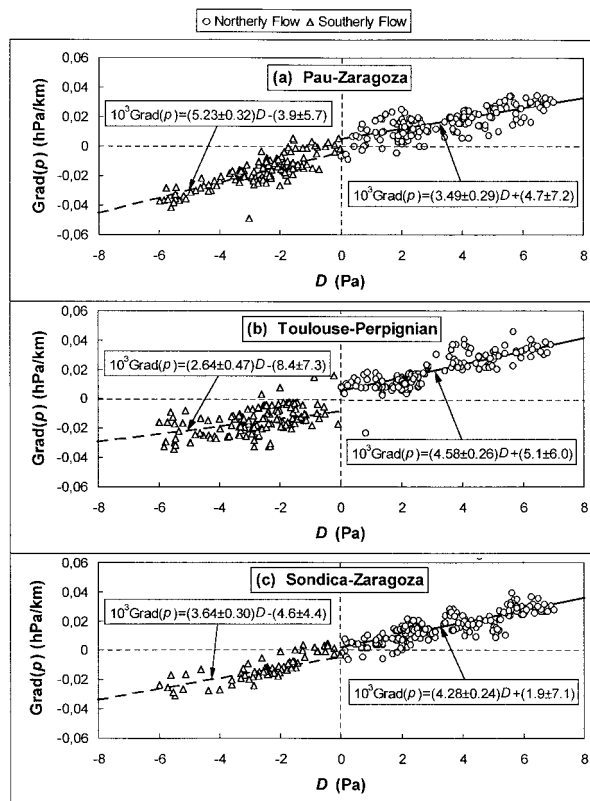 ○ Northerly Flow △ Southerly Flow
(a) Pau-Zaragoza
Grad(p) (hPa/km)
0,06
0,04
0,02
0
-0,02
-0,04
-0,06
10³Grad(p)=(5.23±0.32)D-(3.9±5.7)
10³Grad(p)=(3.49±0.29)D+(4.7±7.2)
-8 -6 -4 -2 0 2 4 6 8
D (Pa)
(b) Toulouse-Perpignian
Grad(p) (hPa/km)
0,06
0,04
0,02
0
-0,02
-0,04
-0,06
10³Grad(p)=(2.64±0.47)D-(8.4±7.3)
10³Grad(p)=(4.58±0.26)D+(5.1±6.0)
-8 -6 -4 -2 0 2 4 6 8
D (Pa)
(c) Sondica-Zaragoza
Grad(p) (hPa/km)
0,06
0,04
0,02
0
-0,02
-0,04
-0,06
10³Grad(p)=(3.64±0.30)D-(4.6±4.4)
10³Grad(p)=(4.28±0.24)D+(1.9±7.1)
-8 -6 -4 -2 0 2 4 6 8
D (Pa)